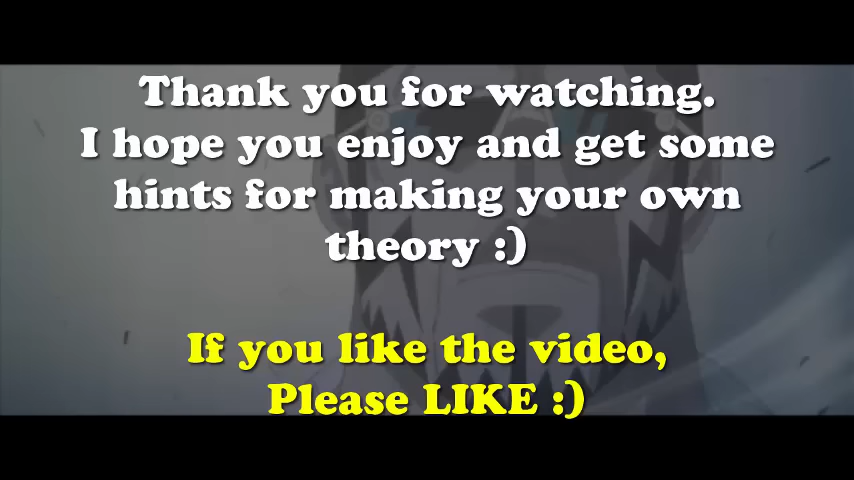 Thank you for watching.
I hope you enjoy and get some
hints for making your own
theory :)
If you like the video,
Please LIKE :)